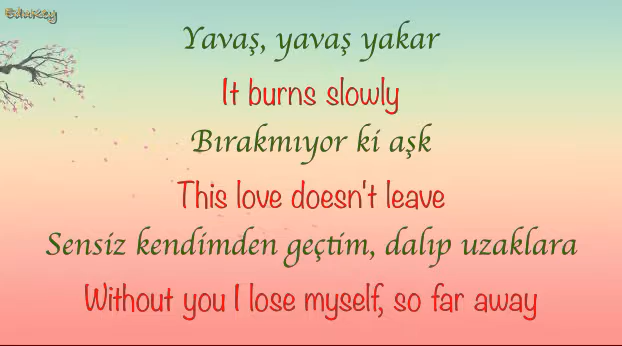 EduKay
Yavaş, yavaş yakar
It burns slowly
Bırakmıyor ki aşk
This love doesn't leave
Sensiz kendimden geçtim, dalıp uzaklara
Without you I lose myself, so far away